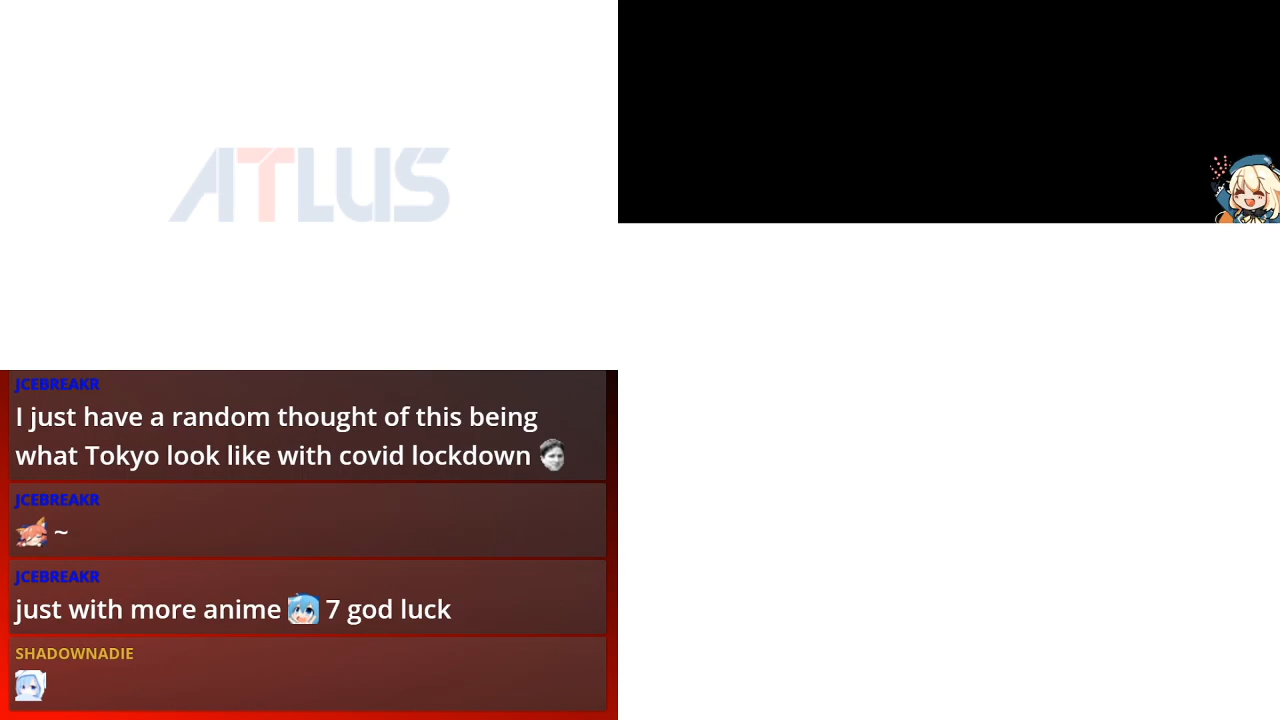 ATLUS
JCEBREAKR
I just have a random thought of this being
what Tokyo look like with covid lockdown
JCEBREAKR
~
JCEBREAKR
just with more anime 7 god luck
SHADOWNADIE